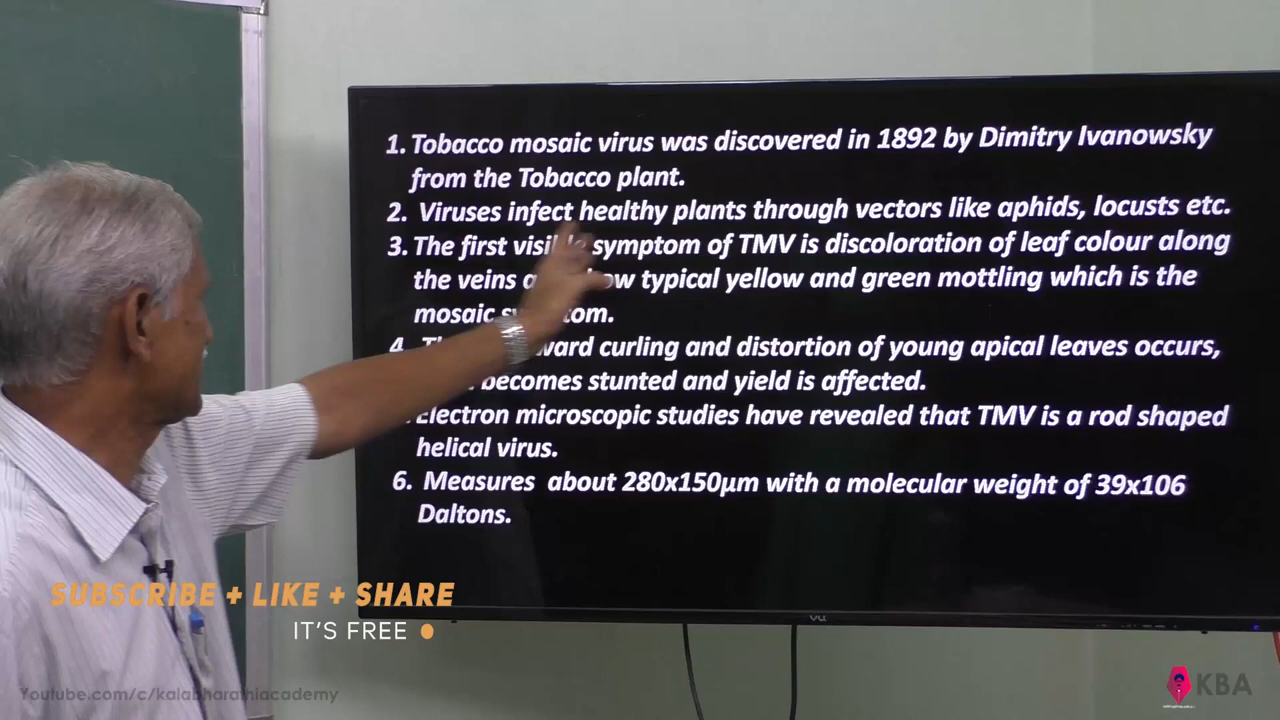 1. Tobacco mosaic virus was discovered in 1892 by Dimitry Ivanowsky
from the Tobacco plant.
2. Viruses infect healthy plants through vectors like aphids, locusts etc.
3. The first symptom of TMV is discoloration of leaf colour along
the veins typical yellow and green mottling which is the
mosaic
4. curling and distortion of young apical leaves occurs,
becomes stunted and yield is affected.
Electron microscopic studies have revealed that TMV is a rod shaped
helical virus.
6. Measures about 280x150μm with a molecular weight of 39x106
Daltons.
SUBSCRIBE + LIKE + SHARE
IT'S FREE
Youtube.com/c/kalabharathiacademy
KBA